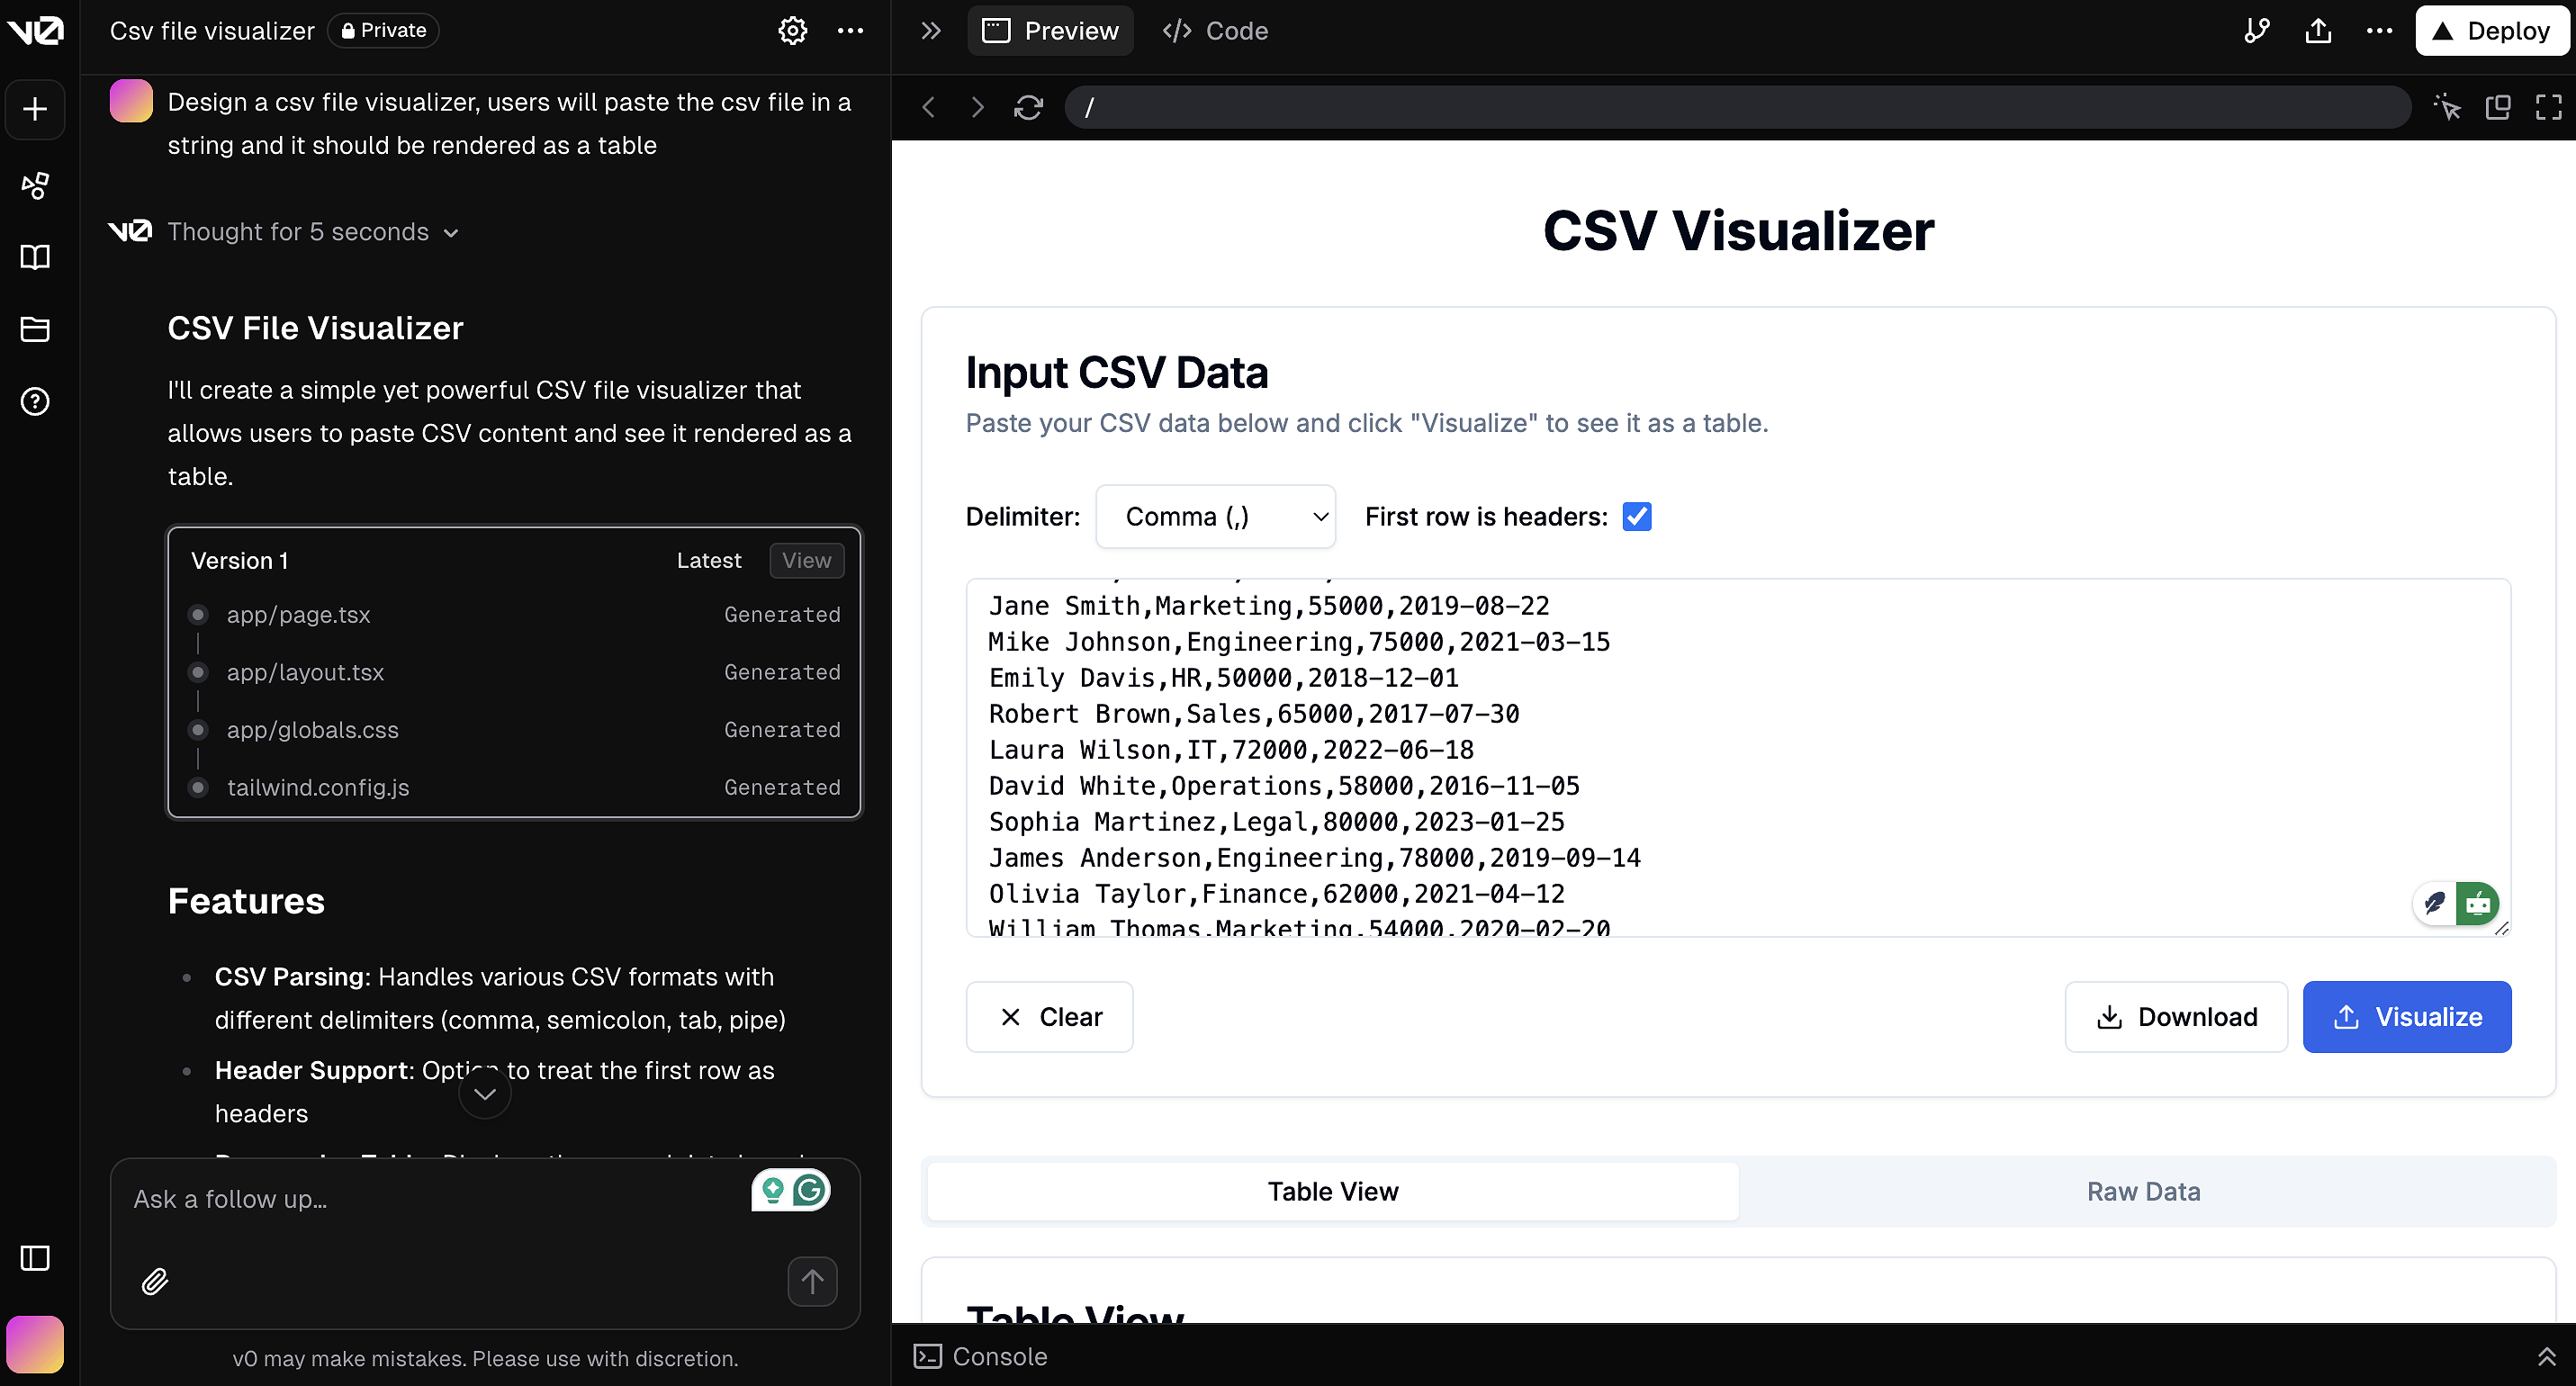 v0
Csv file visualizer
Private
Design a csv file visualizer, users will paste the csv file in a
string and it should be rendered as a table
v0
Thought for 5 seconds
CSV File Visualizer
I'll create a simple yet powerful CSV file visualizer that
allows users to paste CSV content and see it rendered as a
table.
Version 1 Latest View
app/page.tsx Generated
app/layout.tsx Generated
app/globals.css Generated
tailwind.config.js Generated
Features
CSV Parsing: Handles various CSV formats with
different delimiters (comma, semicolon, tab, pipe)
Header Support: Option to treat the first row as
headers
Ask a follow up…
v0 may make mistakes. Please use with discretion.
Preview
Code
Deploy
/
CSV Visualizer
Input CSV Data
Paste your CSV data below and click "Visualize" to see it as a table.
Delimiter: Comma (,) First row is headers:
Jane Smith,Marketing,55000,2019-08-22
Mike Johnson,Engineering,75000,2021-03-15
Emily Davis,HR,50000,2018-12-01
Robert Brown,Sales,65000,2017-07-30
Laura Wilson,IT,72000,2022-06-18
David White,Operations,58000,2016-11-05
Sophia Martinez,Legal,80000,2023-01-25
James Anderson,Engineering,78000,2019-09-14
Olivia Taylor,Finance,62000,2021-04-12
William Thomas,Marketing,54000,2020-02-20
Clear
Download
Visualize
Table View
Raw Data
Table View
Console